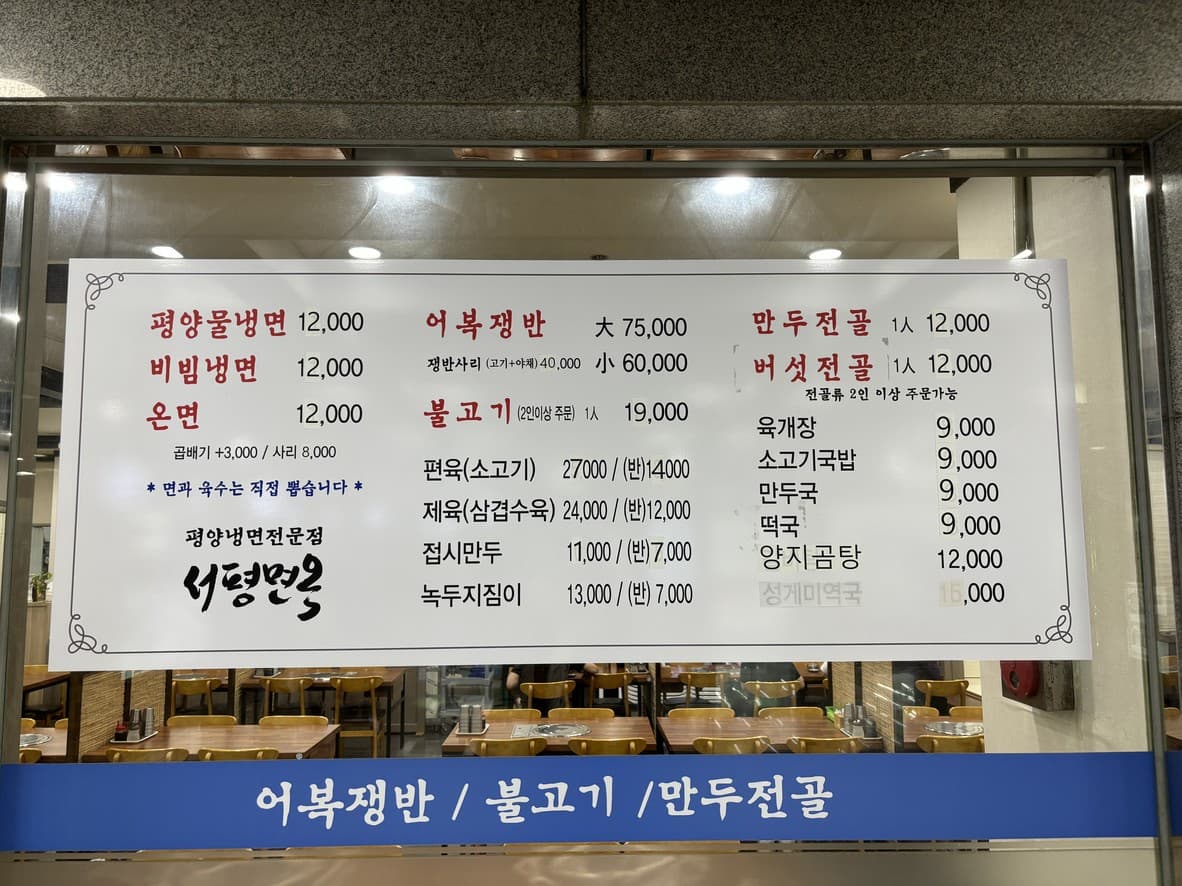 평양물냉면 12,000
비빔냉면 12,000
온면 12,000
곱배기 +3,000 / 사리 8,000
* 면과 육수는 직접 뽑습니다 *
평양냉면전문점
서평면옥
어복쟁반 大 75,000
쟁반사리 (고기+야채) 40,000 小 60,000
불고기 (2인이상 주문) 1人 19,000
편육(소고기) 27000 / (반)14000
제육(삼겹수육) 24,000 / (반)12,000
접시만두 11,000 / (반)7,000
녹두지짐이 13,000 / (반) 7,000
만두전골 1人 12,000
버섯전골 1人 12,000
전골류 2인 이상 주문가능
육개장 9,000
소고기국밥 9,000
만두국 9,000
떡국 9,000
양지곰탕 12,000
성게미역국 15,000
어복쟁반 / 불고기 /만두전골